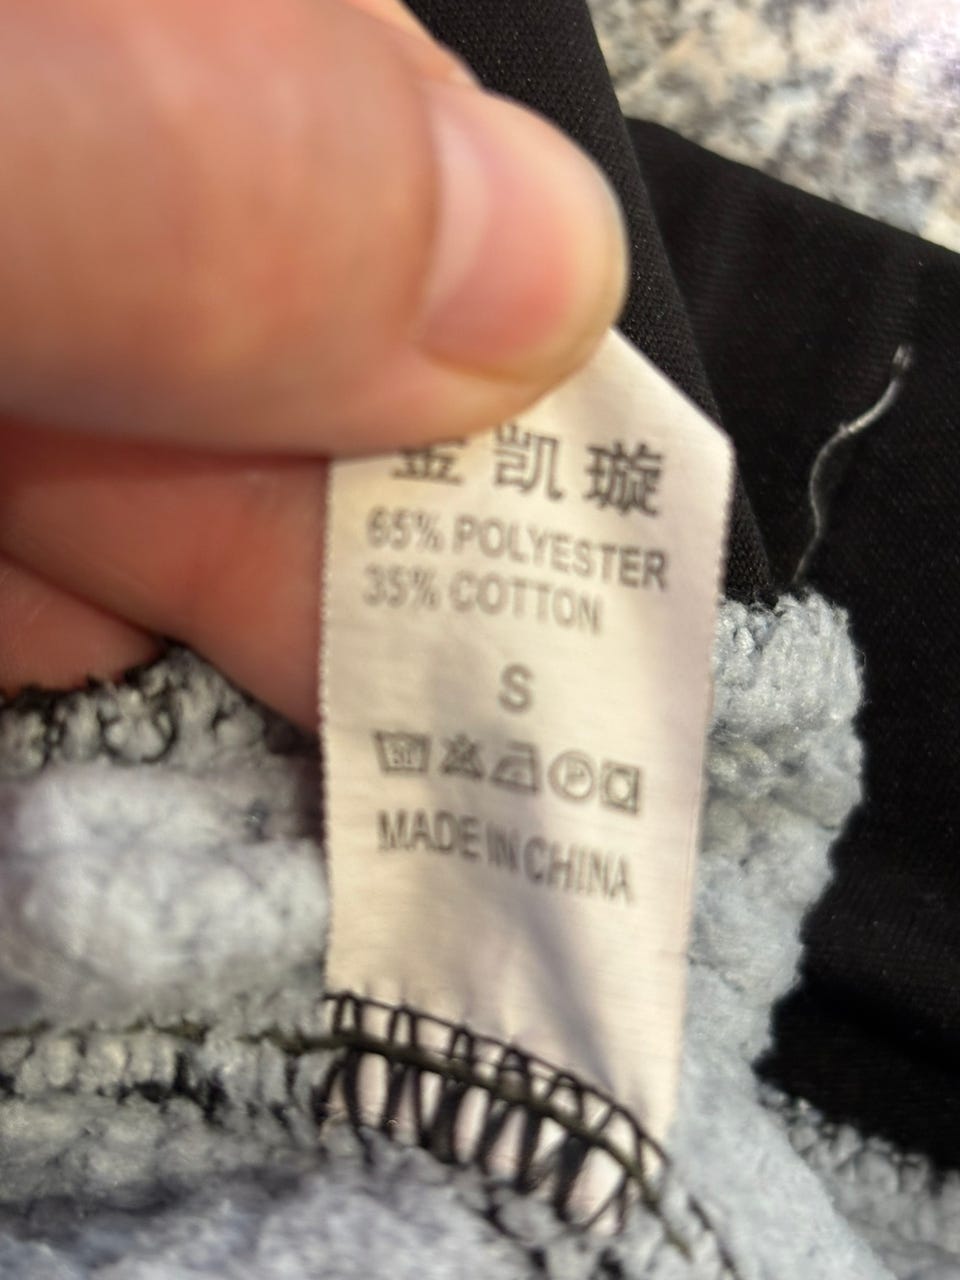 金凯璇
65% POLYESTER
35% COTTON
S
P
MADE IN CHINA